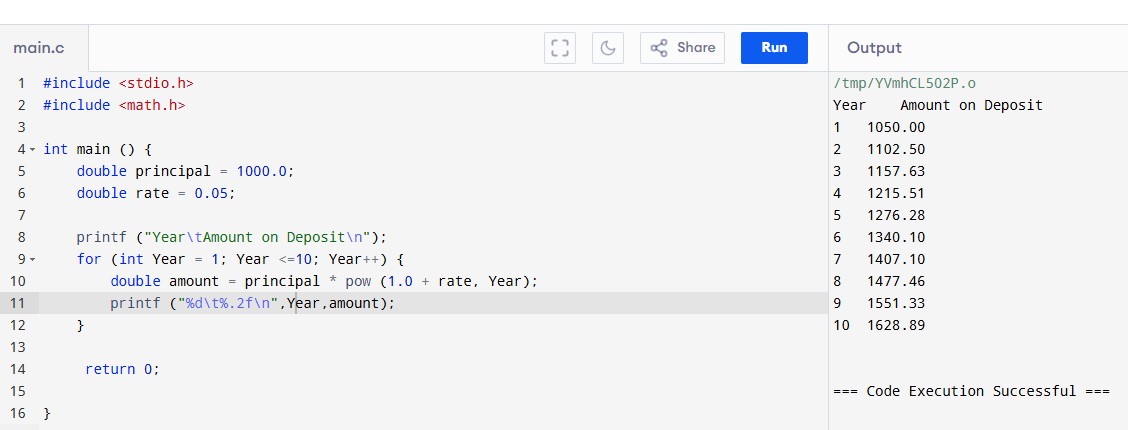 main.c Share Run Output
1 #include <stdio.h>
2 #include <math.h>
3
4 int main () {
5     double principal = 1000.0;
6     double rate = 0.05;
7
8     printf ("Year\tAmount on Deposit\n");
9     for (int Year = 1; Year <=10; Year++) {
10         double amount = principal * pow (1.0 + rate, Year);
11         printf ("%d\t%.2f\n",Year,amount);
12     }
13
14      return 0;
15
16 }
/tmp/YVmhCL5O2P.o
Year    Amount on Deposit
1   1050.00
2   1102.50
3   1157.63
4   1215.51
5   1276.28
6   1340.10
7   1407.10
8   1477.46
9   1551.33
10  1628.89
=== Code Execution Successful ===